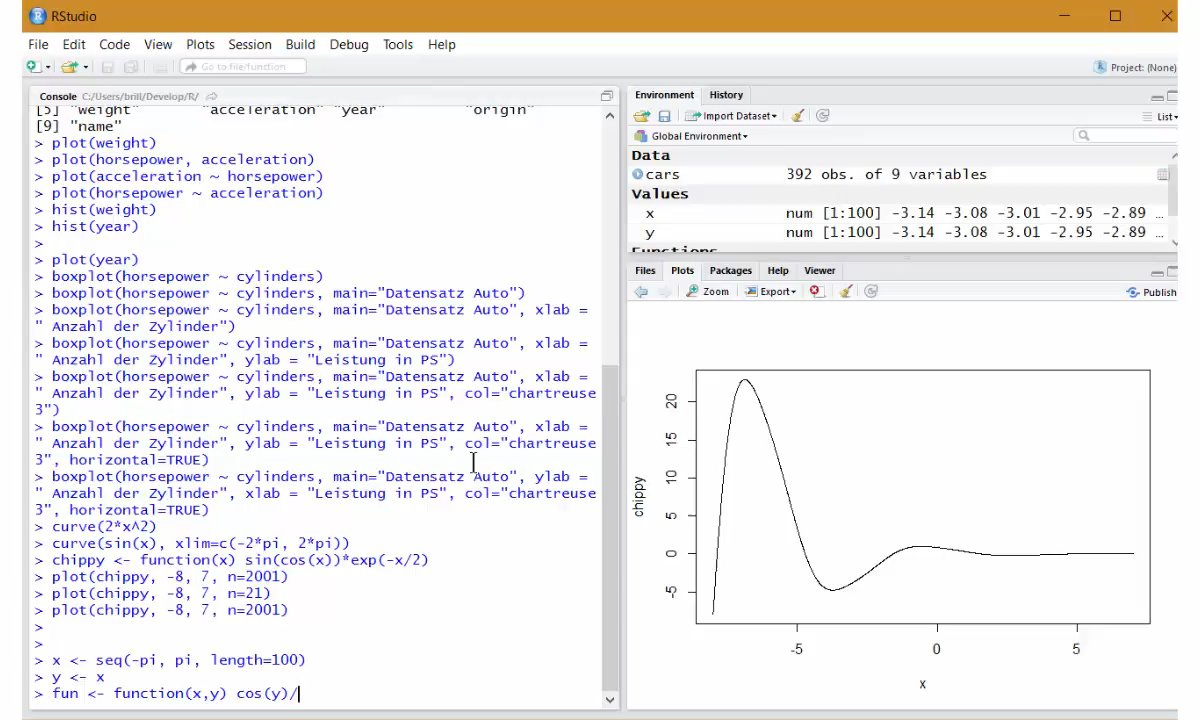 RStudio
File Edit Code View Plots Session Build Debug Tools Help
Go to file/function
Project: (None)
Console C:/Users/brill/Develop/R/
[5] "weight" "acceleration" "year" "origin"
[9] "name"
> plot(weight)
> plot(horsepower, acceleration)
> plot(acceleration ~ horsepower)
> plot(horsepower ~ acceleration)
> hist(weight)
> hist(year)
>
> plot(year)
> boxplot(horsepower ~ cylinders)
> boxplot(horsepower ~ cylinders, main="Datensatz Auto")
> boxplot(horsepower ~ cylinders, main="Datensatz Auto", xlab =
" Anzahl der Zylinder")
> boxplot(horsepower ~ cylinders, main="Datensatz Auto", xlab =
" Anzahl der Zylinder", ylab = "Leistung in PS")
> boxplot(horsepower ~ cylinders, main="Datensatz Auto", xlab =
" Anzahl der Zylinder", ylab = "Leistung in PS", col="chartreuse
3")
> boxplot(horsepower ~ cylinders, main="Datensatz Auto", xlab =
" Anzahl der Zylinder", ylab = "Leistung in PS", col="chartreuse
3", horizontal=TRUE)
> boxplot(horsepower ~ cylinders, main="Datensatz Auto", ylab =
" Anzahl der Zylinder", xlab = "Leistung in PS", col="chartreuse
3", horizontal=TRUE)
> curve(2*x^2)
> curve(sin(x), xlim=c(-2*pi, 2*pi))
> chippy <- function(x) sin(cos(x))*exp(-x/2)
> plot(chippy, -8, 7, n=2001)
> plot(chippy, -8, 7, n=21)
> plot(chippy, -8, 7, n=2001)
>
>
> x <- seq(-pi, pi, length=100)
> y <- x
> fun <- function(x,y) cos(y)/
Environment History
Import Dataset List
Global Environment
Data
cars 392 obs. of 9 variables
Values
x num [1:100] -3.14 -3.08 -3.01 -2.95 -2.89 ...
y num [1:100] -3.14 -3.08 -3.01 -2.95 -2.89 ...
Functions
Files Plots Packages Help Viewer
Zoom Export Publish
20
15
10
5
0
-5
chippy
-5 0 5
x